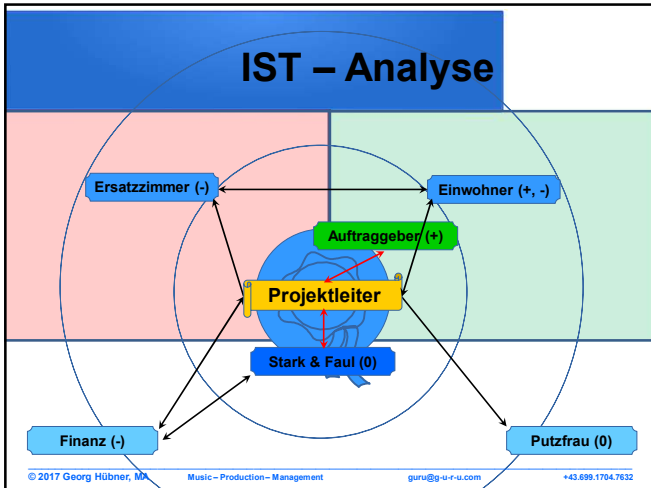 IST – Analyse
Ersatzzimmer (-)
Einwohner (+, -)
Auftraggeber (+)
Projektleiter
Stark & Faul (0)
Finanz (-)
Putzfrau (0)
© 2017 Georg Hübner, MA Music – Production – Management guru@g-u-r-u.com +43.699.1704.7632